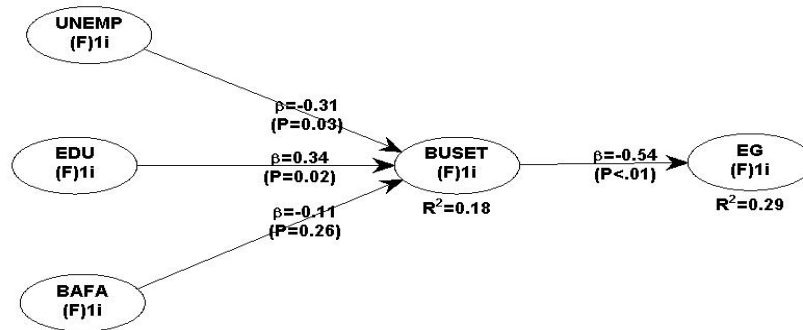 UNEMP
(F)1i
β=-0.31
(P=0.03)
EDU
(F)1i
β=0.34
(P=0.02)
BUSET
(F)1i
R²=0.18
β=-0.54
(P<.01)
EG
(F)1i
R²=0.29
β=-0.11
(P=0.26)
BAFA
(F)1i